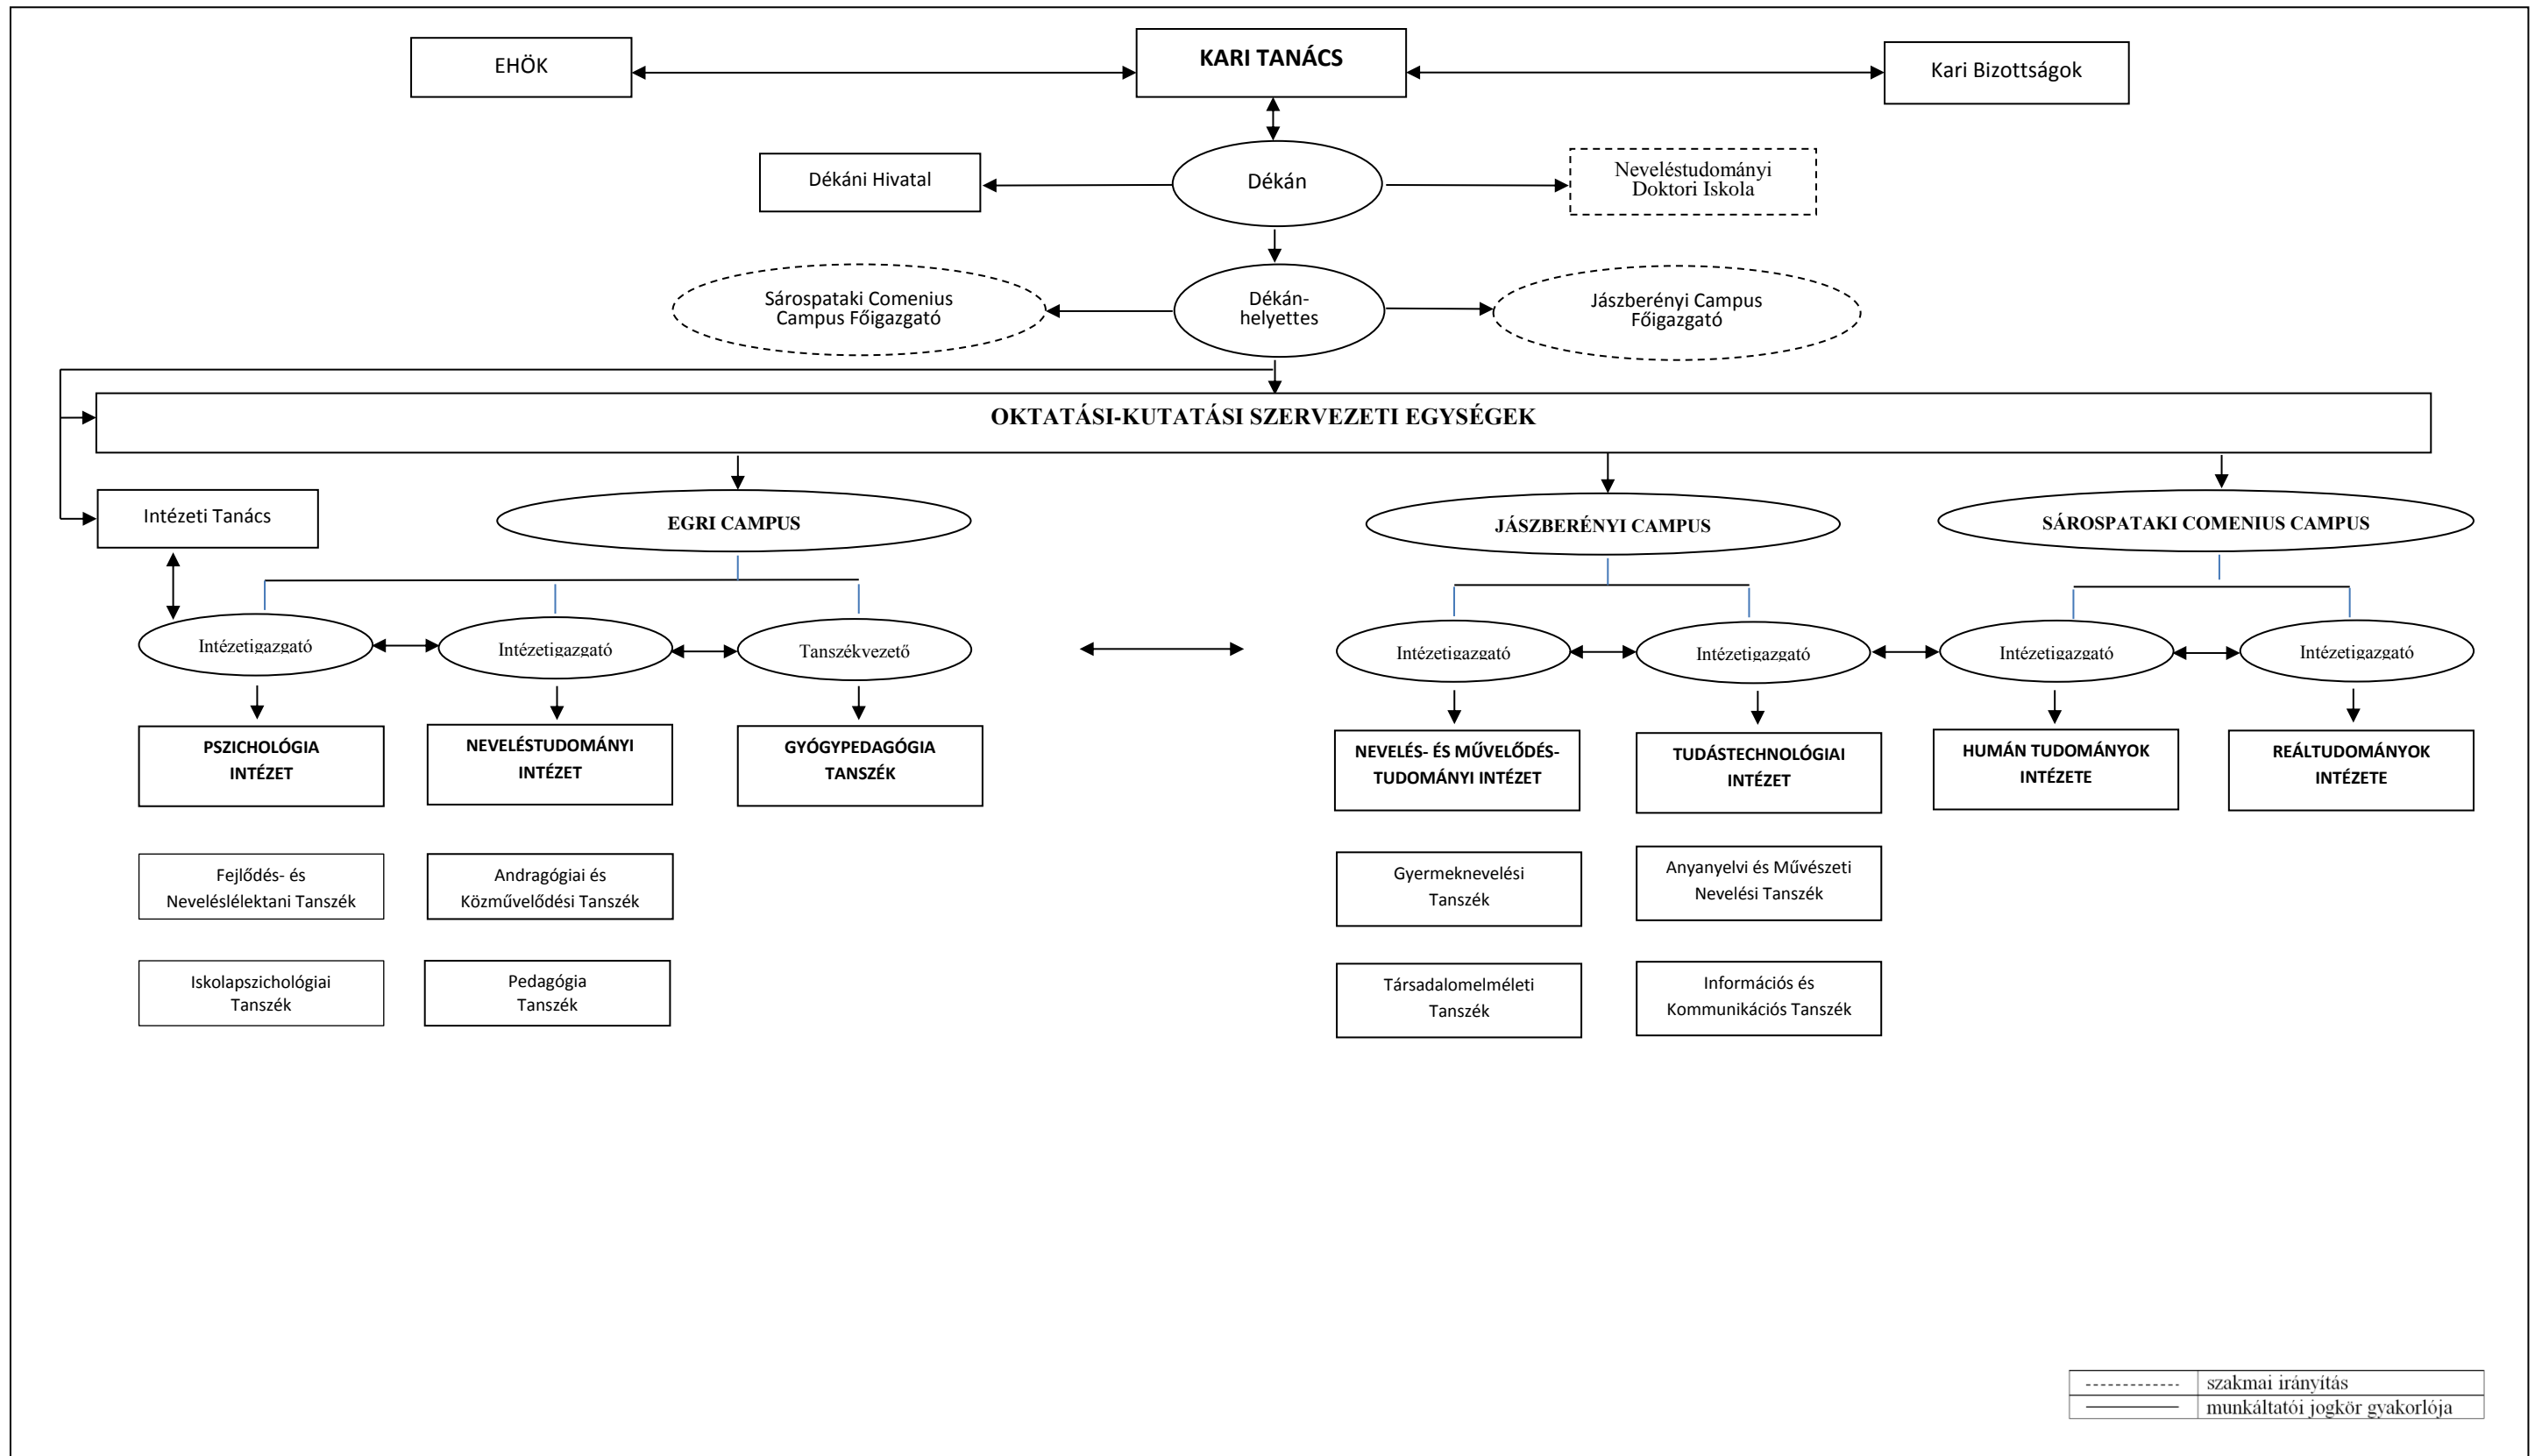 EHÖK
KARI TANÁCS
Kari Bizottságok
Dékáni Hivatal
Dékán
Neveléstudományi
Doktori Iskola
Sárospataki Comenius
Campus Főigazgató
Dékán-
helyettes
Jászberényi Campus
Főigazgató
OKTATÁSI-KUTATÁSI SZERVEZETI EGYSÉGEK
Intézeti Tanács
EGRI CAMPUS
JÁSZBERÉNYI CAMPUS
SÁROSPATAKI COMENIUS CAMPUS
Intézetigazgató
Intézetigazgató
Tanszékvezető
Intézetigazgató
Intézetigazgató
Intézetigazgató
Intézetigazgató
PSZICHOLÓGIA
INTÉZET
NEVELÉSTUDOMÁNYI
INTÉZET
GYÓGYPEDAGÓGIA
TANSZÉK
NEVELÉS- ÉS MŰVELŐDÉS-
TUDOMÁNYI INTÉZET
TUDÁSTECHNOLÓGIAI
INTÉZET
HUMÁN TUDOMÁNYOK
INTÉZETE
REÁLTUDOMÁNYOK
INTÉZETE
Fejlődés- és
Neveléslélektani Tanszék
Andragógiai és
Közművelődési Tanszék
Gyermeknevelési
Tanszék
Anyanyelvi és Művészeti
Nevelési Tanszék
Iskolapszichológiai
Tanszék
Pedagógia
Tanszék
Társadalomelméleti
Tanszék
Információs és
Kommunikációs Tanszék
szakmai irányítás
munkáltatói jogkör gyakorlója